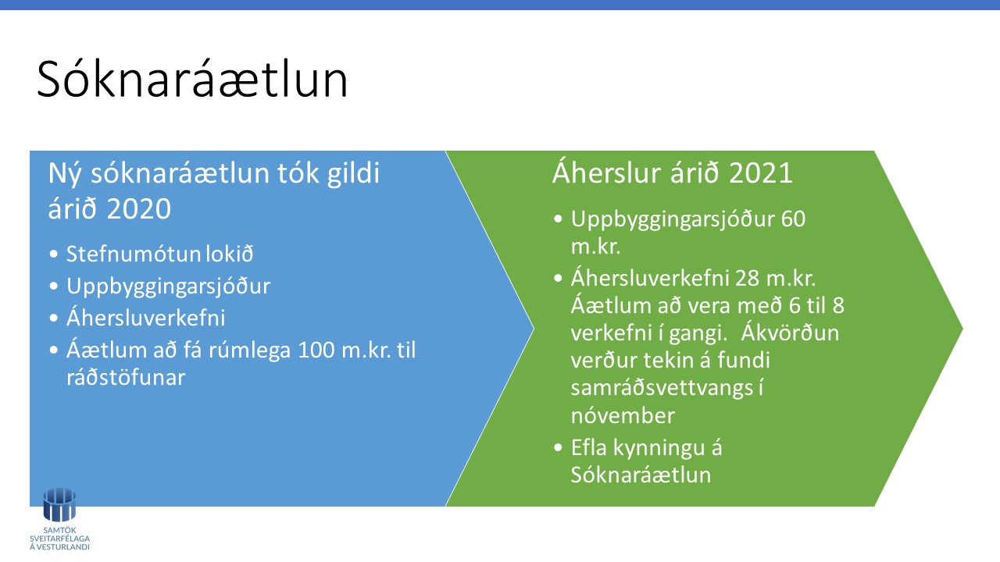 Sóknaráætlun
Ný sóknaráætlun tók gildi
árið 2020
• Stefnumótun lokið
• Uppbyggingarsjóður
• Áhersluverkefni
• Áætlum að fá rúmlega 100 m.kr. til
ráðstöfunar
Áherslur árið 2021
• Uppbyggingarsjóður 60
m.kr.
• Áhersluverkefni 28 m.kr.
Áætlum að vera með 6 til 8
verkefni í gangi. Ákvörðun
verður tekin á fundi
samráðsvettvangs í
nóvember
• Efla kynningu á
Sóknaráætlun
SAMTÖK
SVEITARFÉLAGA
Á VESTURLANDI